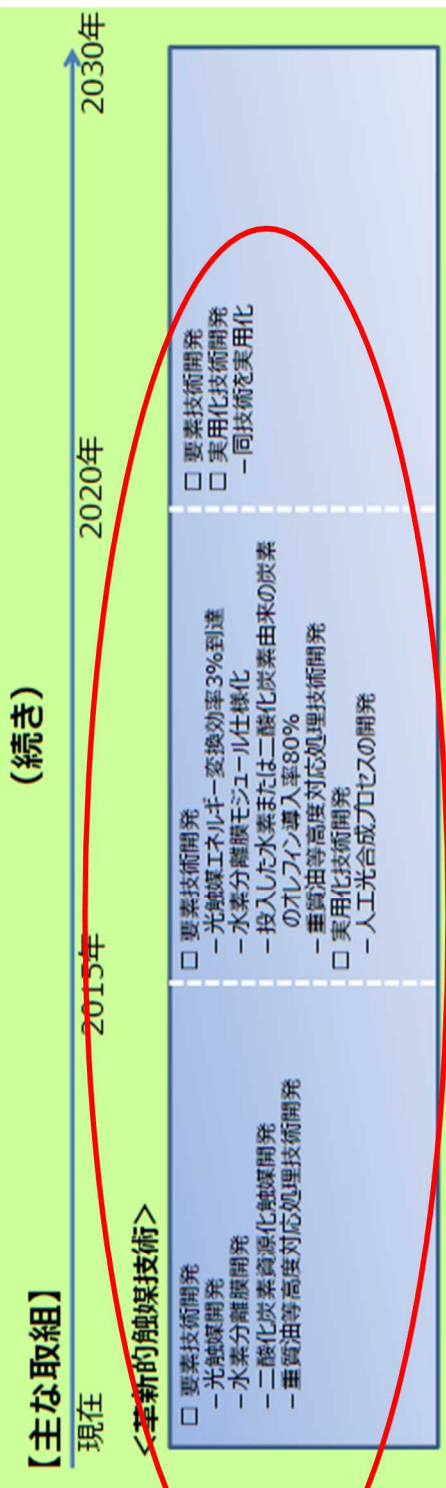 (続き)
【主な取組】
現在
2015年
2020年
2030年
＜革新的触媒技術＞
□ 要素技術開発
－光触媒開発
－水素分離膜開発
－二酸化炭素資源化触媒開発
－重質油等高度対応処理技術開発
□ 要素技術開発
－光触媒エネルギー変換効率3%到達
－水素分離膜モジュール仕様化
－投入した水素または二酸化炭素由来の炭素
のオレフィン導入率80%
－重質油等高度対応処理技術開発
□ 実用化技術開発
－人工光合成プロセスの開発
□ 要素技術開発
□ 実用化技術開発
－同技術を実用化